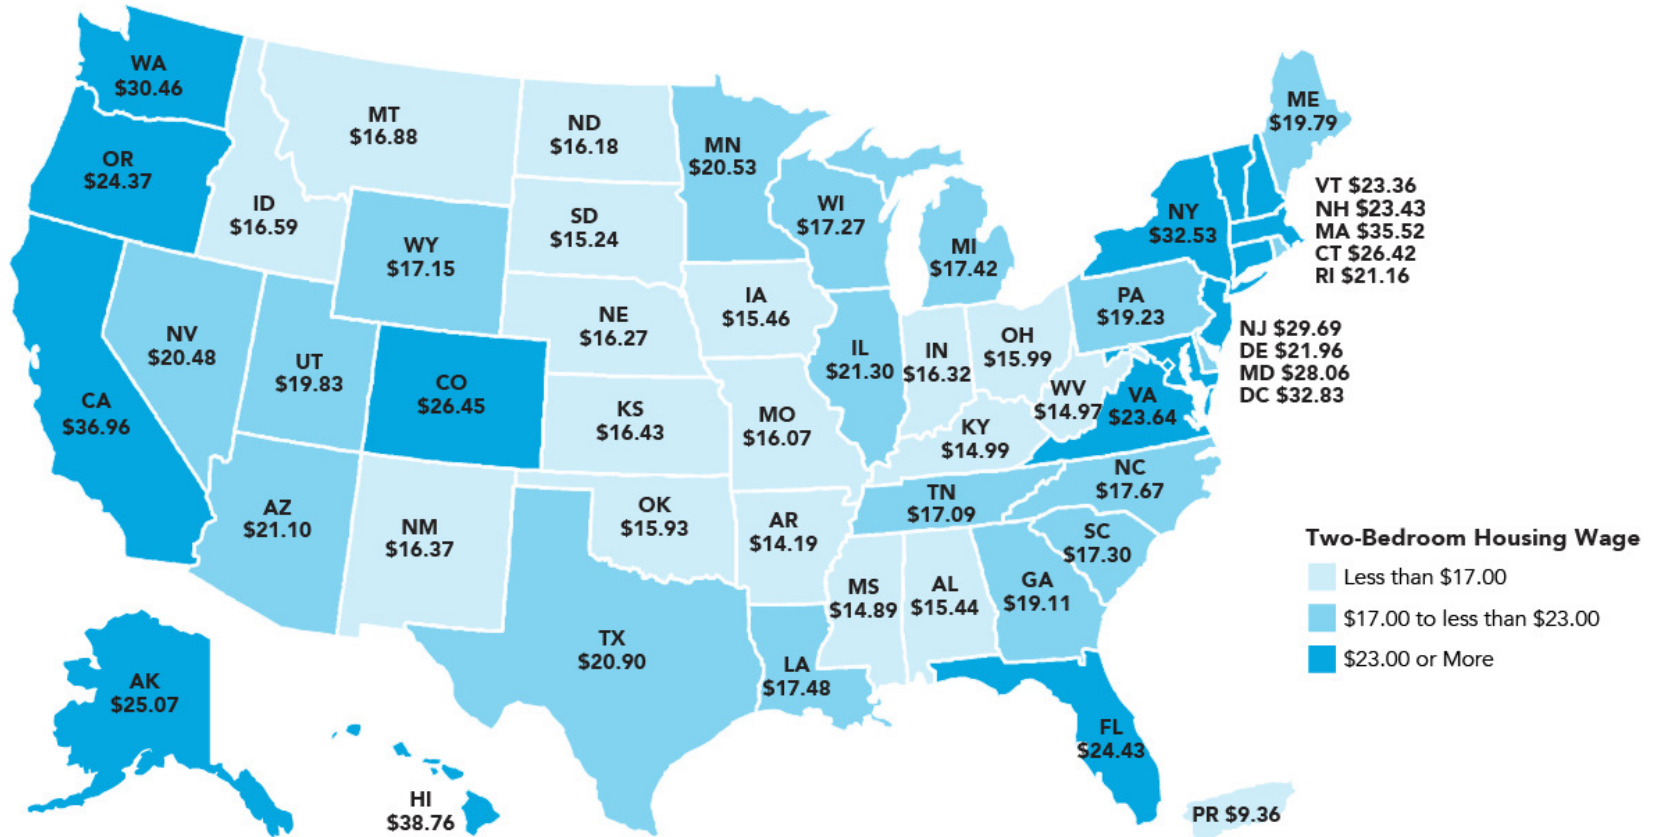 WA
$30.46
OR
$24.37
CA
$36.96
ID
$16.59
NV
$20.48
MT
$16.88
WY
$17.15
UT
$19.83
AZ
$21.10
CO
$26.45
NM
$16.37
ND
$16.18
SD
$15.24
NE
$16.27
KS
$16.43
OK
$15.93
TX
$20.90
MN
$20.53
IA
$15.46
MO
$16.07
AR
$14.19
LA
$17.48
WI
$17.27
IL
$21.30
MI
$17.42
IN
$16.32
OH
$15.99
KY
$14.99
WV
$14.97
TN
$17.09
MS
$14.89
AL
$15.44
GA
$19.11
FL
$24.43
SC
$17.30
NC
$17.67
VA
$23.64
PA
$19.23
NY
$32.53
ME
$19.79
VT $23.36
NH $23.43
MA $35.52
CT $26.42
RI $21.16
NJ $29.69
DE $21.96
MD $28.06
DC $32.83
AK
$25.07
HI
$38.76
PR $9.36
Two-Bedroom Housing Wage
Less than $17.00
$17.00 to less than $23.00
$23.00 or More